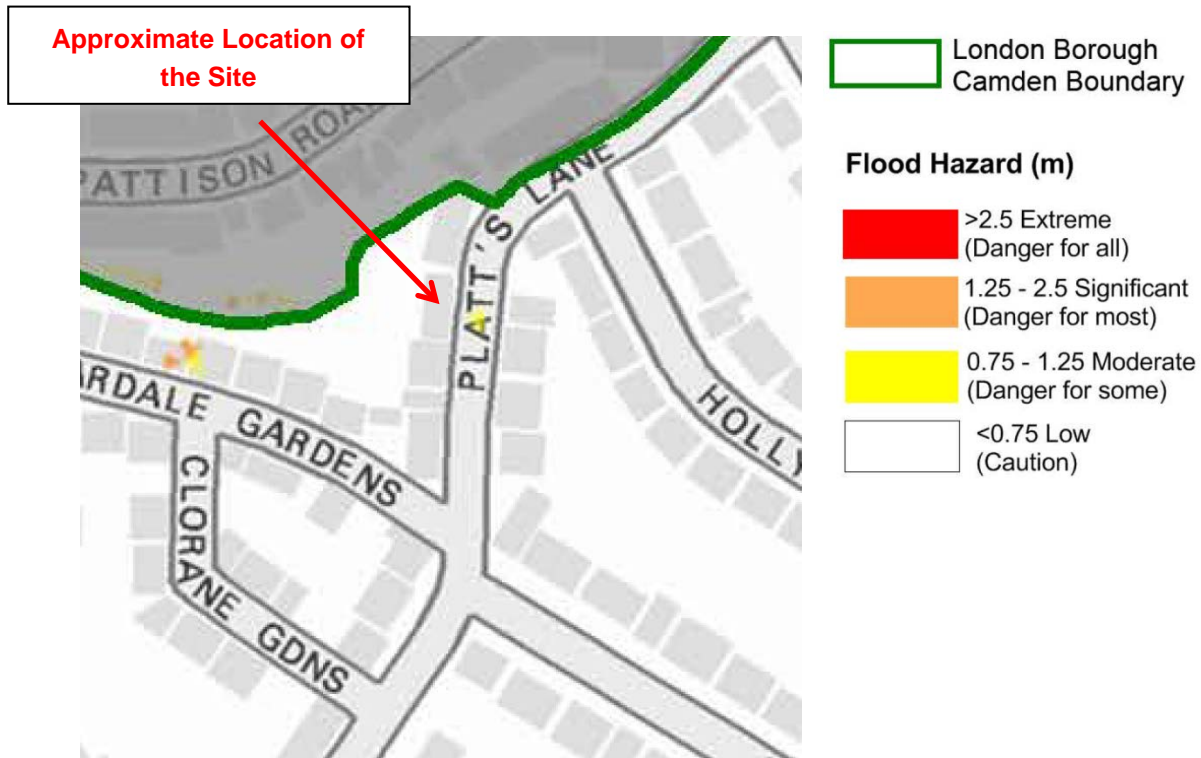 Approximate Location of
the Site
London Borough
Camden Boundary
Flood Hazard (m)
>2.5 Extreme
(Danger for all)
1.25 - 2.5 Significant
(Danger for most)
0.75 - 1.25 Moderate
(Danger for some)
<0.75 Low
(Caution)
PATTISON ROA
PLATT'S LANE
HOLLY
ARDALE GARDENS
CLORANE GDNS